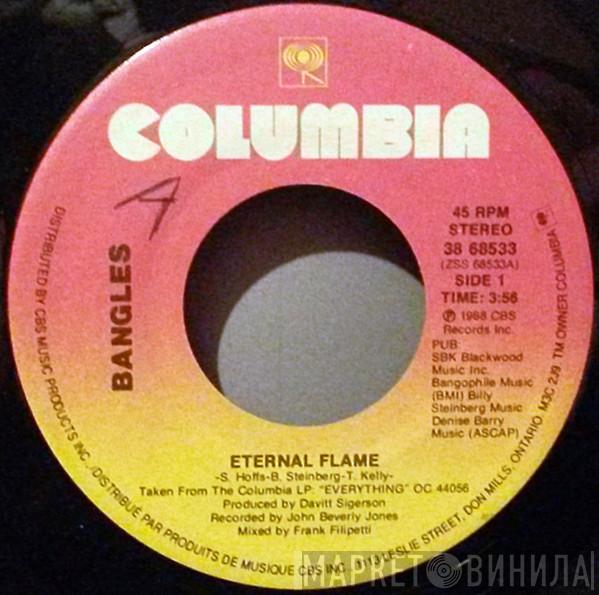 COLUMBIA
A
BANGLES
45 RPM
STEREO
38 68533
(ZSS 68533A)
SIDE 1
TIME: 3:56
℗ 1988 CBS
Records Inc.
PUB:
SBK Blackwood
Music Inc.
Bangophile Music
(BMI) Billy
Steinberg Music
Denise Barry
Music (ASCAP)
ETERNAL FLAME
-S. Hoffs-B. Steinberg-T. Kelly-
Taken From The Columbia LP: "EVERYTHING" OC 44056
Produced by Davitt Sigerson
Recorded by John Beverly Jones
Mixed by Frank Filipetti
DISTRIBUTED BY CBS MUSIC PRODUCTS INC., /DISTRIBUÉ PAR PRODUITS DE MUSIQUE CBS INC., 1113 LESLIE STREET, DON MILLS, ONTARIO. M3C 2J9. TM OWNER COLUMBIA
МАРКЕТ ВИНИЛА